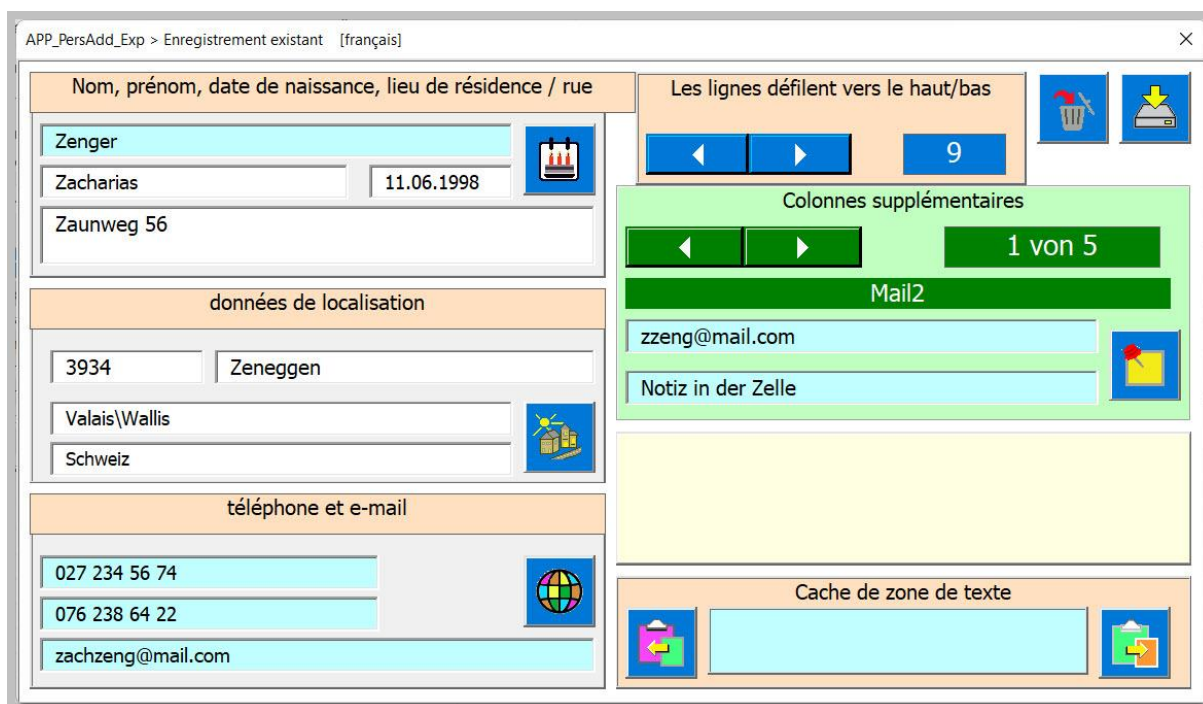 APP_PersAdd_Exp > Enregistrement existant [français]
Nom, prénom, date de naissance, lieu de résidence / rue
Zenger
Zacharias
11.06.1998
Zaunweg 56
données de localisation
3934
Zeneggen
Valais\Wallis
Schweiz
téléphone et e-mail
027 234 56 74
076 238 64 22
zachzeng@mail.com
Les lignes défilent vers le haut/bas
9
Colonnes supplémentaires
1 von 5
Mail2
zzeng@mail.com
Notiz in der Zelle
Cache de zone de texte